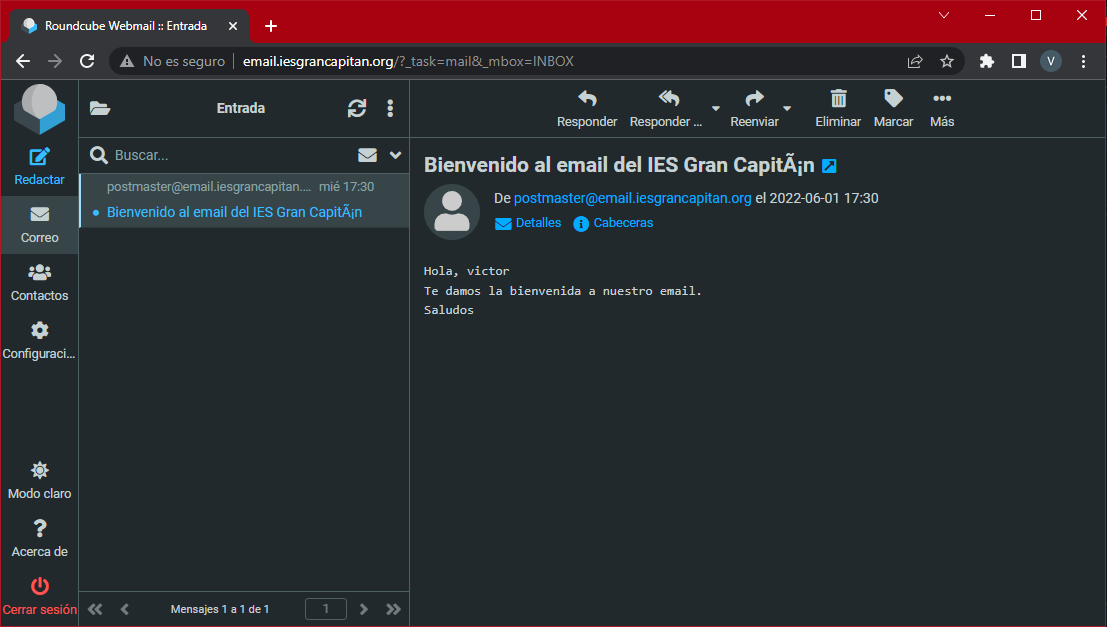 Roundcube Webmail :: Entrada
No es seguro | email.iesgrancapitan.org/?_task=mail&_mbox=INBOX
V
Redactar
Correo
Contactos
Configuraci...
Modo claro
Acerca de
Cerrar sesión
Entrada
Buscar...
postmaster@email.iesgrancapitan.... mié 17:30
Bienvenido al email del IES Gran CapitÃ¡n
Mensajes 1 a 1 de 1
1
Responder
Responder ...
Reenviar
Eliminar
Marcar
Más
Bienvenido al email del IES Gran CapitÃ¡n
De postmaster@email.iesgrancapitan.org el 2022-06-01 17:30
Detalles
Cabeceras
Hola, victor
Te damos la bienvenida a nuestro email.
Saludos